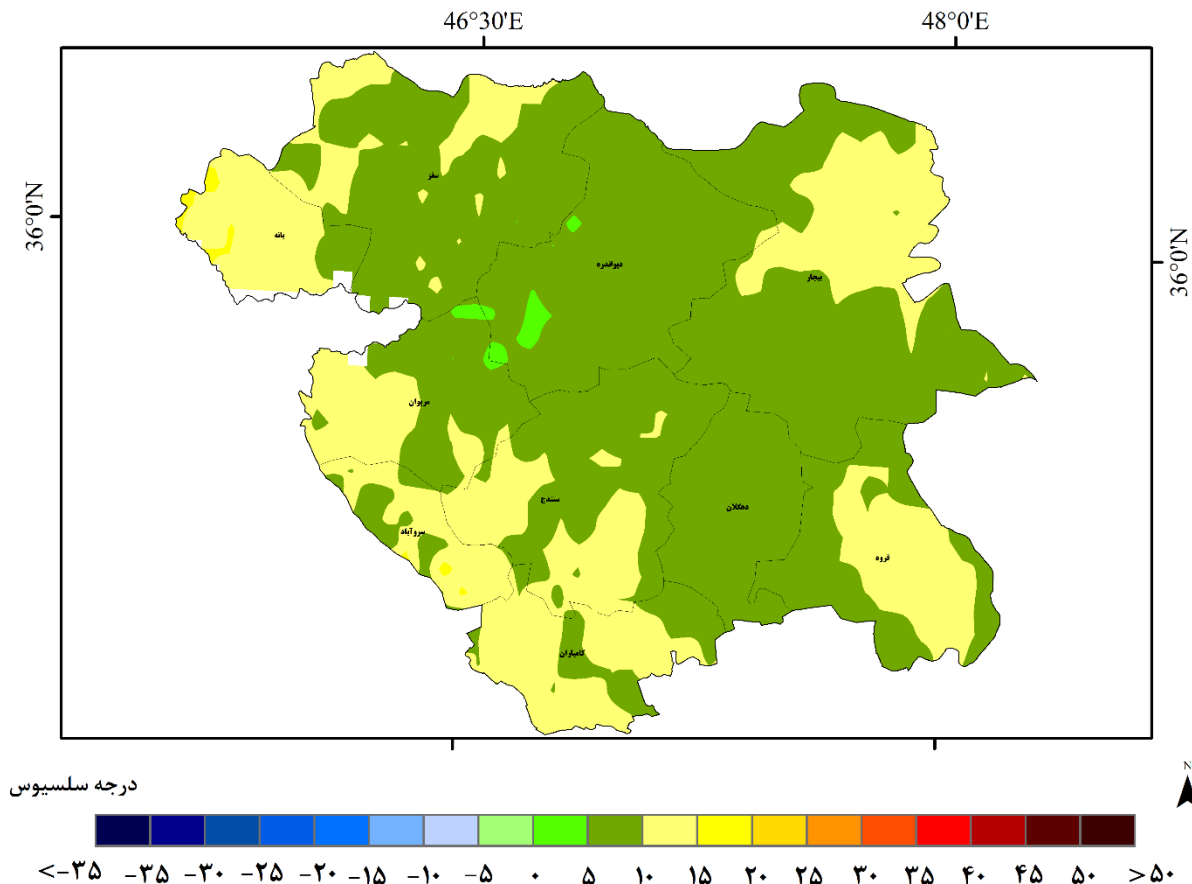 46°30'E 48°0'E
36°0'N 36°0'N
سقز
بانه
دیواندره
بیجار
مریوان
سنندج
دهگلان
سروآباد
قروه
کامیاران
درجه سلسیوس
N
<-۳۵ -۳۵ -۳۰ -۲۵ -۲۰ -۱۵ -۱۰ -۵ ۰ ۵ ۱۰ ۱۵ ۲۰ ۲۵ ۳۰ ۳۵ ۴۰ ۴۵ ۵۰ >۵۰